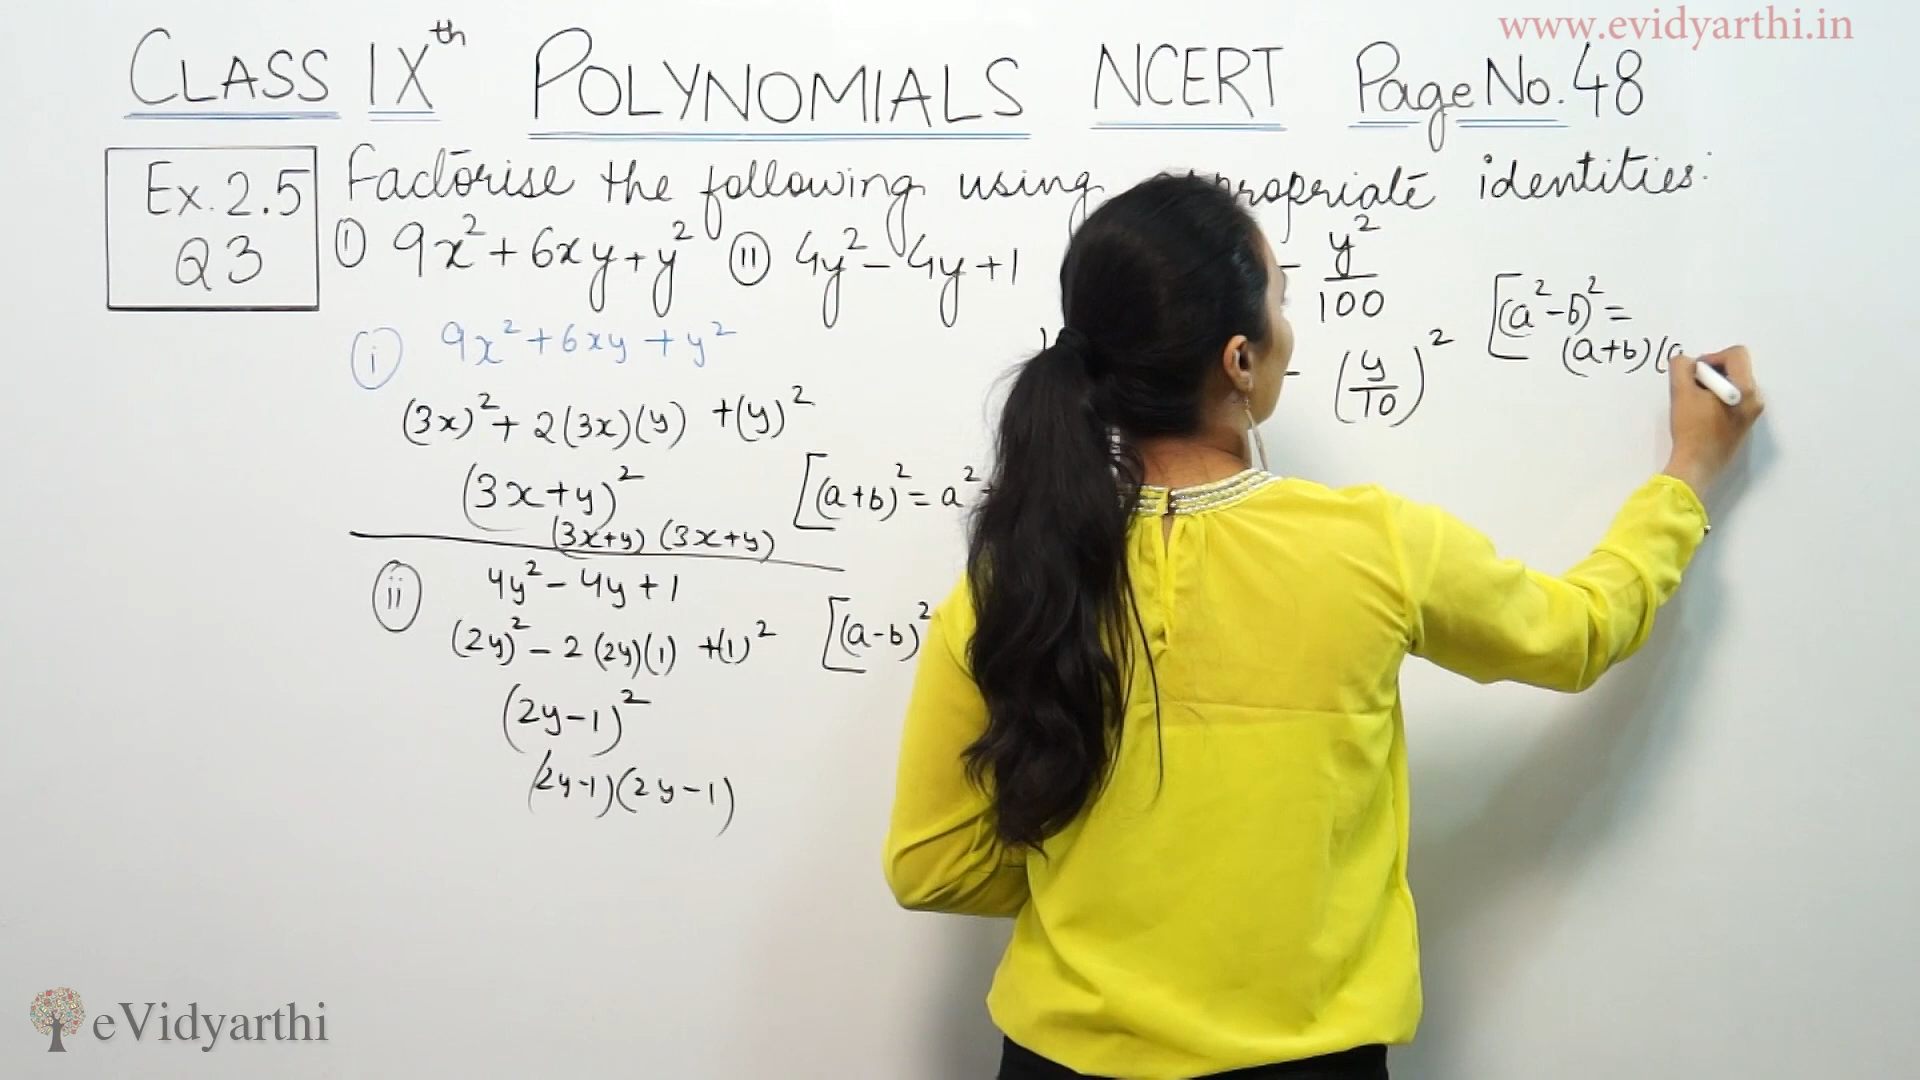 www.evidyarthi.in
CLASS IXth POLYNOMIALS NCERT Page No. 48
Ex. 2.5
Q3
Factorise the following using appropriate identities:
(i) 9x² + 6xy + y² (ii) 4y² - 4y + 1 - y²/100
(i) 9x² + 6xy + y²
(3x)² + 2(3x)(y) + (y)²
(3x+y)² [(a+b)² = a²
(3x+y) (3x+y)
(ii) 4y² - 4y + 1
(2y)² - 2(2y)(1) + (1)² [(a-b)²
(2y-1)²
(2y-1)(2y-1)
- (y/10)²
[(a²-b)² =
(a+b)(a
eVidyarthi